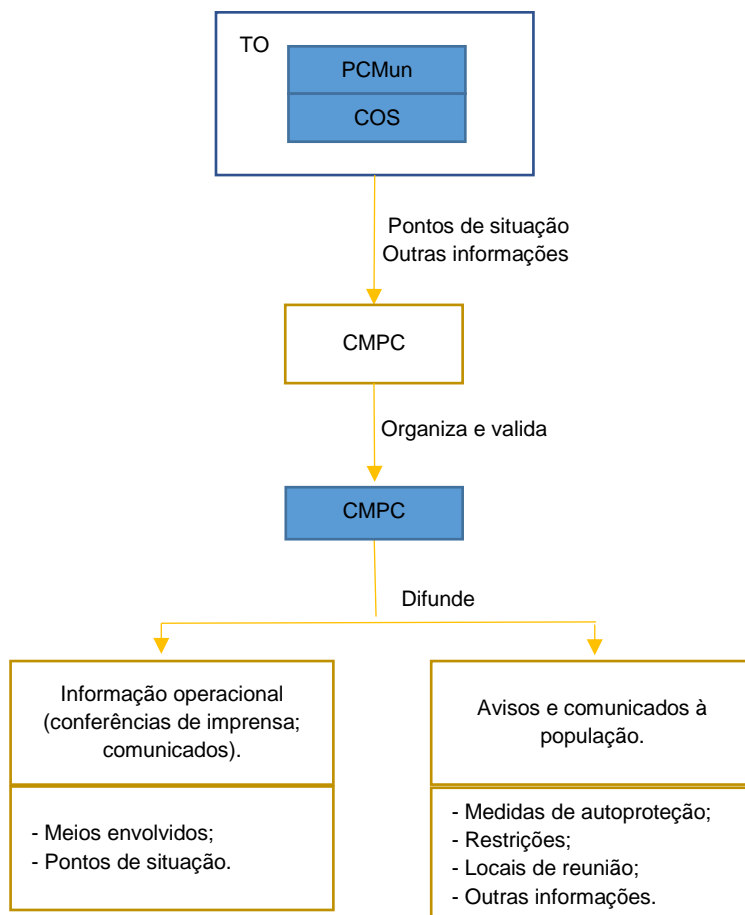 TO
PCMun
COS
Pontos de situação
Outras informações
CMPC
Organiza e valida
CMPC
Difunde
Informação operacional
(conferências de imprensa;
comunicados).
- Meios envolvidos;
- Pontos de situação.
Avisos e comunicados à
população.
- Medidas de autoproteção;
- Restrições;
- Locais de reunião;
- Outras informações.